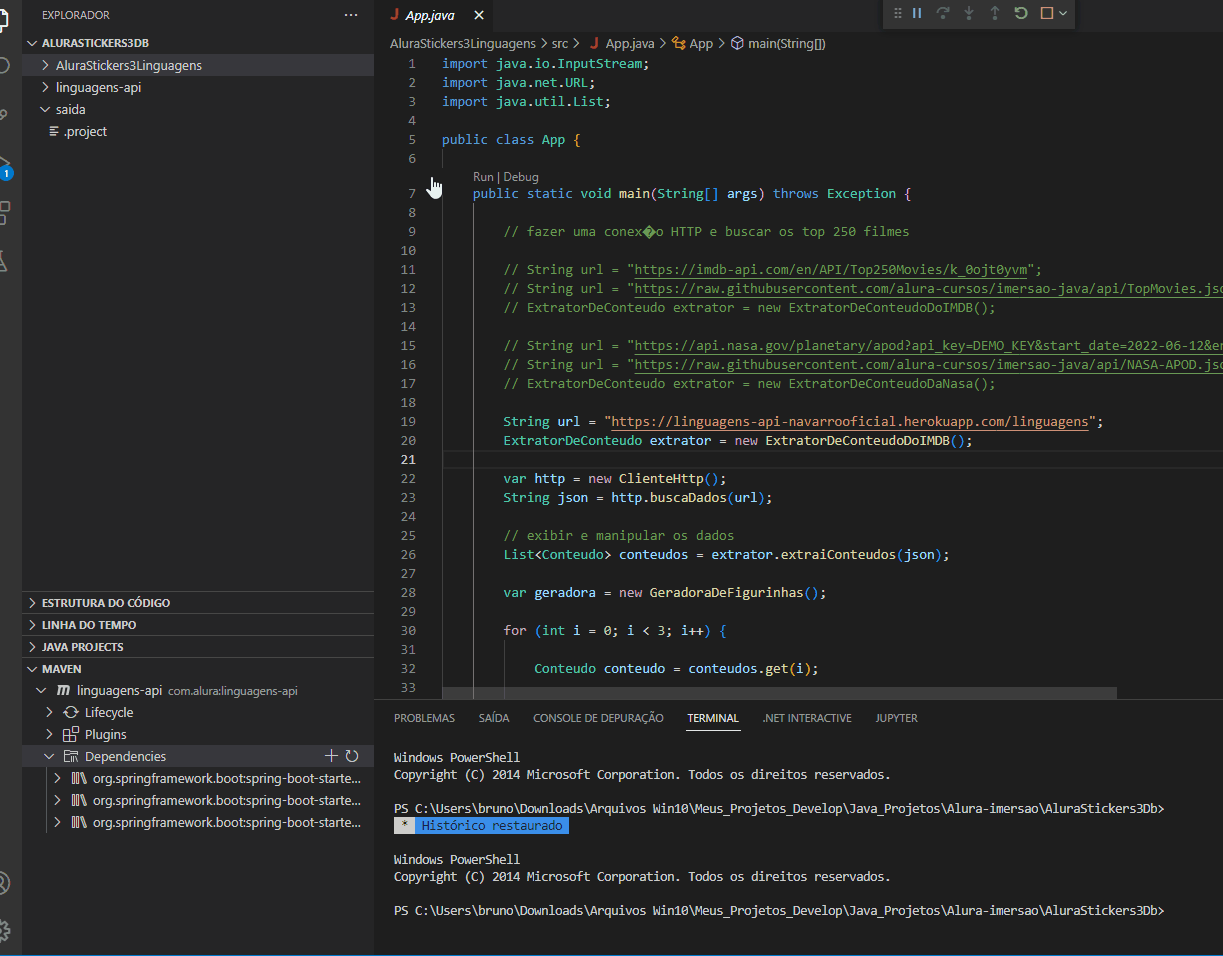 EXPLORADOR
ALURASTICKERS3DB
AluraStickers3Linguagens
linguagens-api
saida
.project
1
ESTRUTURA DO CÓDIGO
LINHA DO TEMPO
JAVA PROJECTS
MAVEN
linguagens-api com.alura:linguagens-api
Lifecycle
Plugins
Dependencies
org.springframework.boot:spring-boot-starte...
org.springframework.boot:spring-boot-starte...
org.springframework.boot:spring-boot-starte...
J App.java
AluraStickers3Linguagens > src > J App.java > App > main(String[])
1 import java.io.InputStream;
2 import java.net.URL;
3 import java.util.List;
4
5 public class App {
6
Run | Debug
7 public static void main(String[] args) throws Exception {
8
9 // fazer uma conex�o HTTP e buscar os top 250 filmes
10
11 // String url = "https://imdb-api.com/en/API/Top250Movies/k_0ojt0yvm";
12 // String url = "https://raw.githubusercontent.com/alura-cursos/imersao-java/api/TopMovies.jso
13 // ExtratorDeConteudo extrator = new ExtratorDeConteudoDoIMDB();
14
15 // String url = "https://api.nasa.gov/planetary/apod?api_key=DEMO_KEY&start_date=2022-06-12&en
16 // String url = "https://raw.githubusercontent.com/alura-cursos/imersao-java/api/NASA-APOD.jso
17 // ExtratorDeConteudo extrator = new ExtratorDeConteudoDaNasa();
18
19 String url = "https://linguagens-api-navarrooficial.herokuapp.com/linguagens";
20 ExtratorDeConteudo extrator = new ExtratorDeConteudoDoIMDB();
21
22 var http = new ClienteHttp();
23 String json = http.buscaDados(url);
24
25 // exibir e manipular os dados
26 List<Conteudo> conteudos = extrator.extraiConteudos(json);
27
28 var geradora = new GeradoraDeFigurinhas();
29
30 for (int i = 0; i < 3; i++) {
31
32 Conteudo conteudo = conteudos.get(i);
33
PROBLEMAS SAÍDA CONSOLE DE DEPURAÇÃO TERMINAL .NET INTERACTIVE JUPYTER
Windows PowerShell
Copyright (C) 2014 Microsoft Corporation. Todos os direitos reservados.
PS C:\Users\bruno\Downloads\Arquivos Win10\Meus_Projetos_Develop\Java_Projetos\Alura-imersao\AluraStickers3Db>
* Histórico restaurado
Windows PowerShell
Copyright (C) 2014 Microsoft Corporation. Todos os direitos reservados.
PS C:\Users\bruno\Downloads\Arquivos Win10\Meus_Projetos_Develop\Java_Projetos\Alura-imersao\AluraStickers3Db>